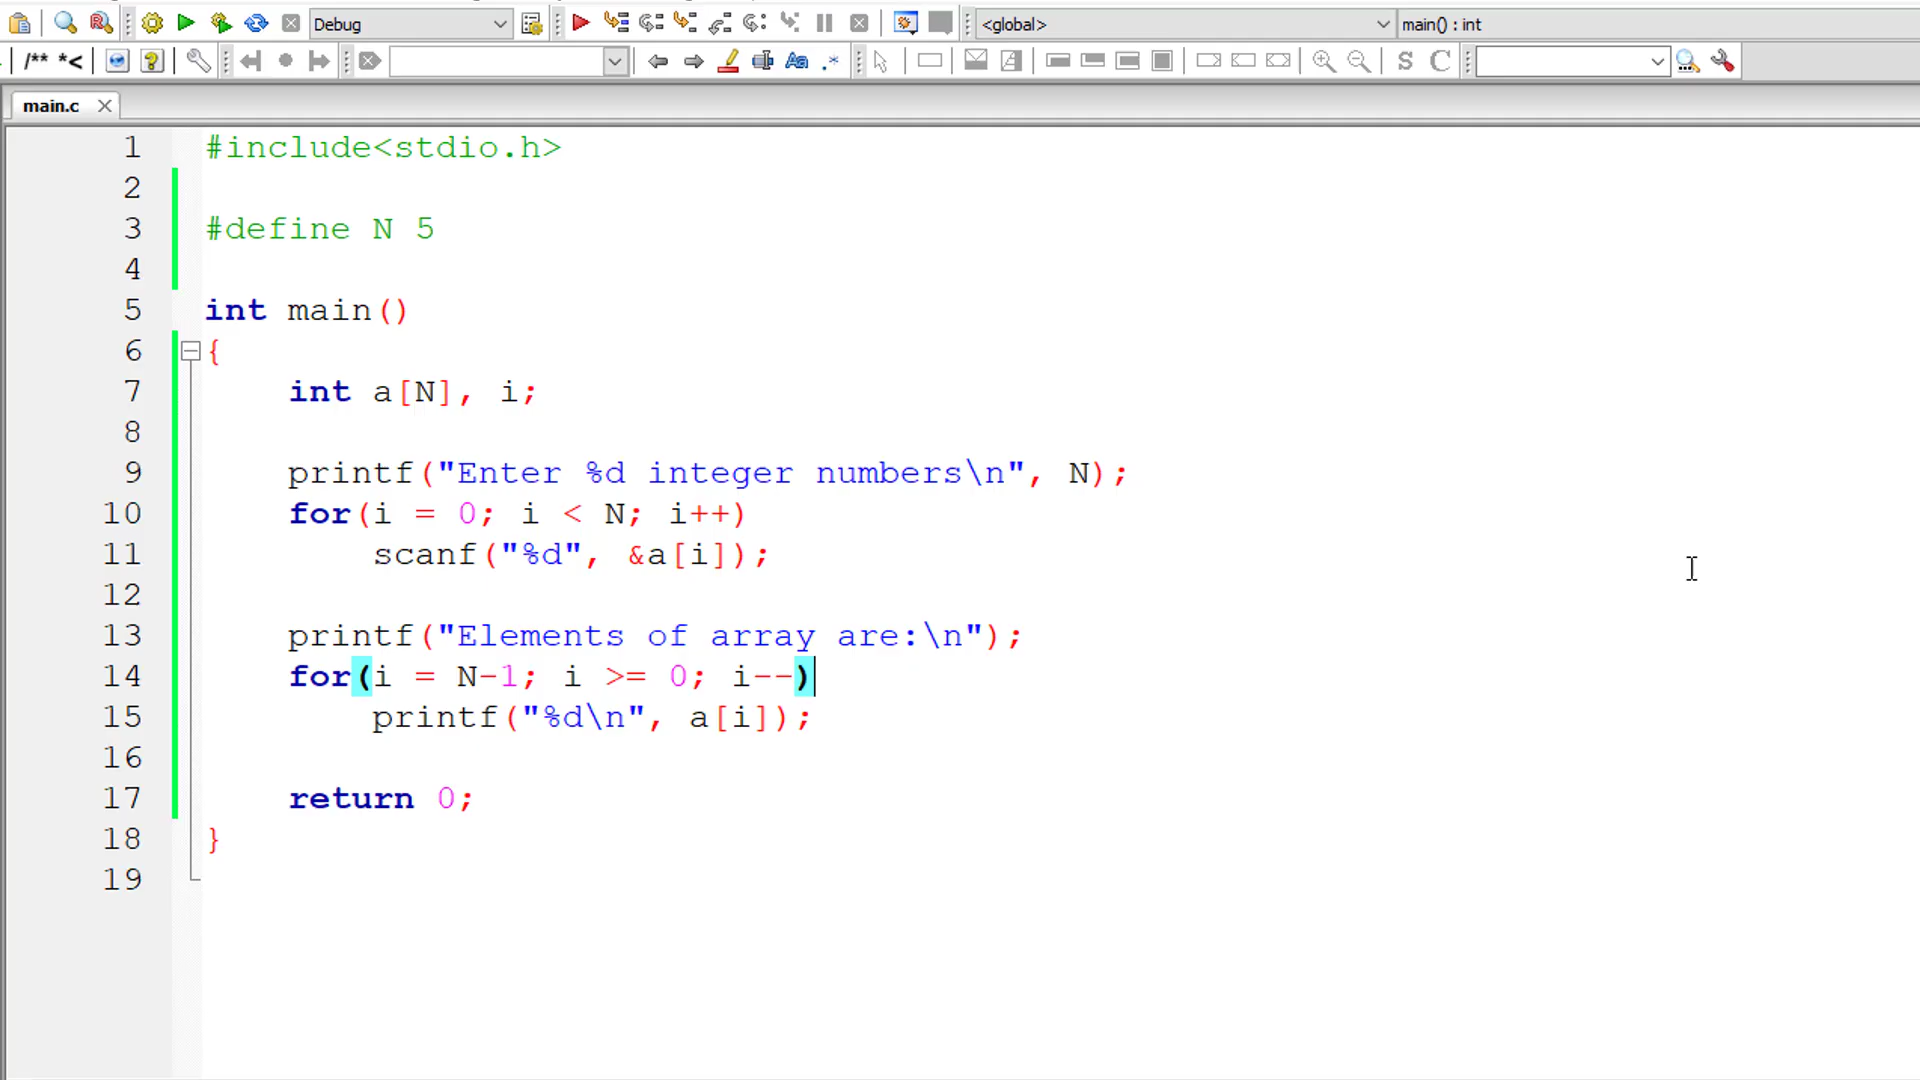 Debug
<global>
main() : int
/** *<
main.c
1 #include<stdio.h>
2
3 #define N 5
4
5 int main()
6 {
7     int a[N], i;
8
9     printf("Enter %d integer numbers\n", N);
10     for(i = 0; i < N; i++)
11         scanf("%d", &a[i]);
12
13     printf("Elements of array are:\n");
14     for(i = N-1; i >= 0; i--)
15         printf("%d\n", a[i]);
16
17     return 0;
18 }
19